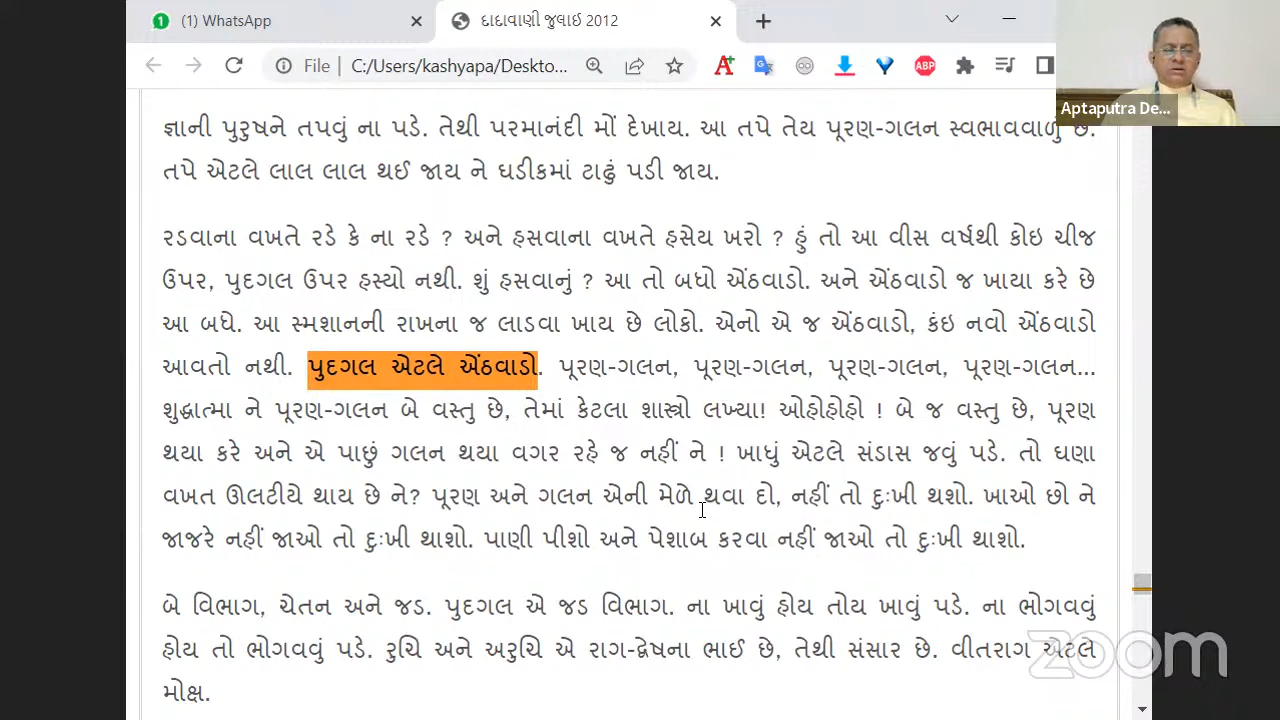 (1) WhatsApp
દાદાવાણી જુલાઇ 2012
File | C:/Users/kashyapa/Deskto...
ABP
Aptaputra De...
જ્ઞાની પુરુષને તપવું ના પડે. તેથી પરમાનંદી મોં દેખાય. આ તપે તેય પૂરણ-ગલન સ્વભાવવાળું છે.
તપે એટલે લાલ લાલ થઈ જાય ને ઘડીકમાં ટાઢું પડી જાય.
રડવાના વખતે રડે કે ના રડે ? અને હસવાના વખતે હસેય ખરો ? હું તો આ વીસ વર્ષથી કોઇ ચીજ
ઉપર, પુદગલ ઉપર હસ્યો નથી. શું હસવાનું ? આ તો બધો એંઠવાડો. અને એંઠવાડો જ ખાયા કરે છે
આ બધે. આ સ્મશાનની રાખના જ લાડવા ખાય છે લોકો. એનો એ જ એંઠવાડો, કંઇ નવો એંઠવાડો
આવતો નથી. પુદગલ એટલે એંઠવાડો. પૂરણ-ગલન, પૂરણ-ગલન, પૂરણ-ગલન, પૂરણ-ગલન...
શુદ્ધાત્મા ને પૂરણ-ગલન બે વસ્તુ છે, તેમાં કેટલા શાસ્ત્રો લખ્યા! ઓહોહોહો ! બે જ વસ્તુ છે, પૂરણ
થયા કરે અને એ પાછું ગલન થયા વગર રહે જ નહીં ને ! ખાધું એટલે સંડાસ જવું પડે. તો ઘણા
વખત ઊલટીયે થાય છે ને? પૂરણ અને ગલન એની મેળે થવા દો, નહીં તો દુઃખી થશો. ખાઓ છો ને
જાજરે નહીં જાઓ તો દુઃખી થાશો. પાણી પીશો અને પેશાબ કરવા નહીં જાઓ તો દુઃખી થાશો.
બે વિભાગ, ચેતન અને જડ. પુદગલ એ જડ વિભાગ. ના ખાવું હોય તોય ખાવું પડે. ના ભોગવવું
હોય તો ભોગવવું પડે. રુચિ અને અરુચિ એ રાગ-દ્વેષના ભાઈ છે, તેથી સંસાર છે. વીતરાગ એટલે
મોક્ષ.
zoom